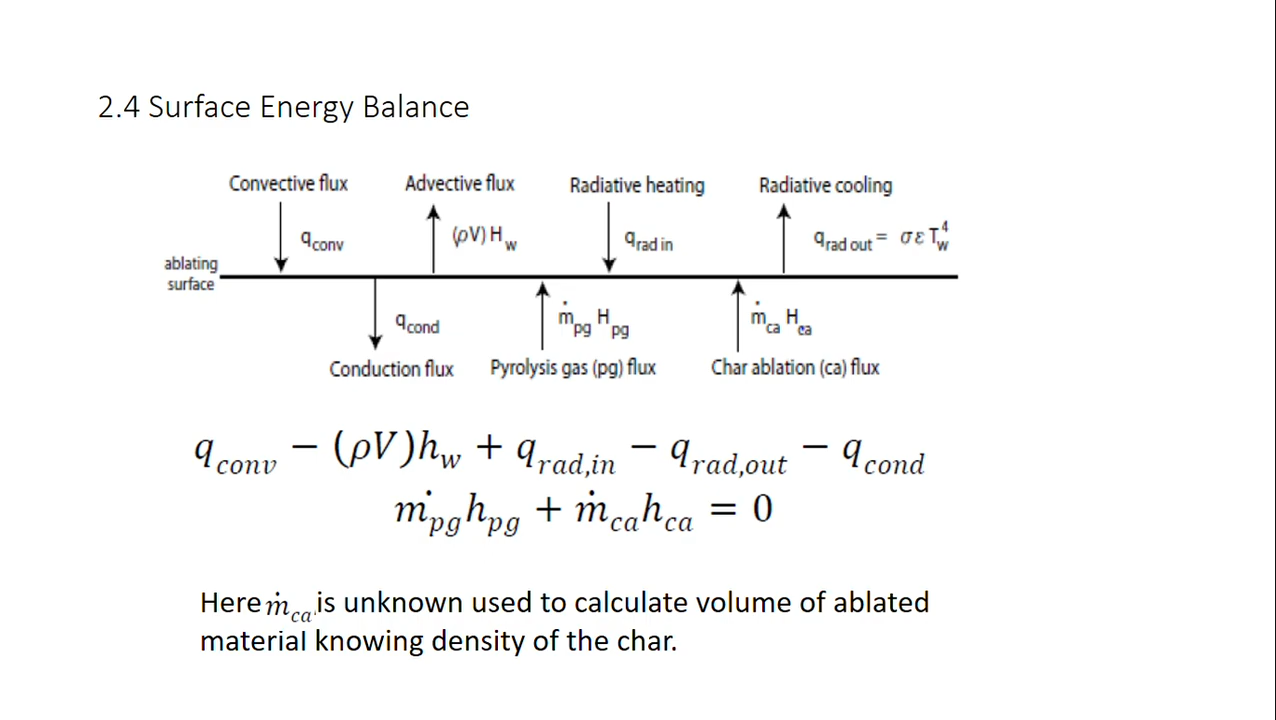 2.4 Surface Energy Balance
Convective flux Advective flux Radiative heating Radiative cooling
q_conv (ρV) H_w q_rad in q_rad out = σε T_w^4
ablating
surface
q_cond ṁ_pg H_pg ṁ_ca H_ca
Conduction flux Pyrolysis gas (pg) flux Char ablation (ca) flux
q_conv − (ρV)h_w + q_rad,in − q_rad,out − q_cond
ṁ_pg h_pg + ṁ_ca h_ca = 0
Here ṁ_ca is unknown used to calculate volume of ablated
material knowing density of the char.